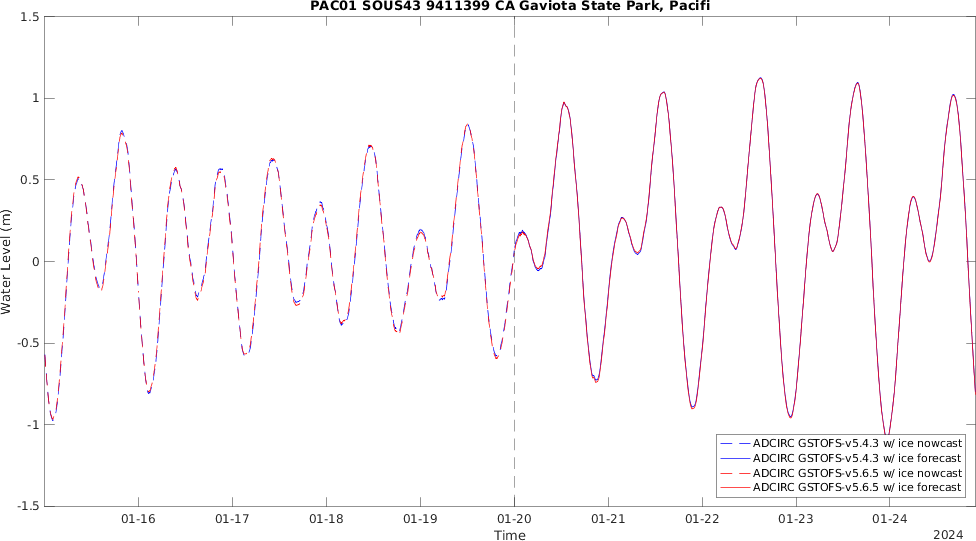 PAC01 SOUS43 9411399 CA Gaviota State Park, Pacifi
1.5
1
0.5
0
-0.5
-1
-1.5
Water Level (m)
01-16
01-17
01-18
01-19
01-20
01-21
01-22
01-23
01-24
Time
2024
ADCIRC GSTOFS-v5.4.3 w/ ice nowcast
ADCIRC GSTOFS-v5.4.3 w/ ice forecast
ADCIRC GSTOFS-v5.6.5 w/ ice nowcast
ADCIRC GSTOFS-v5.6.5 w/ ice forecast